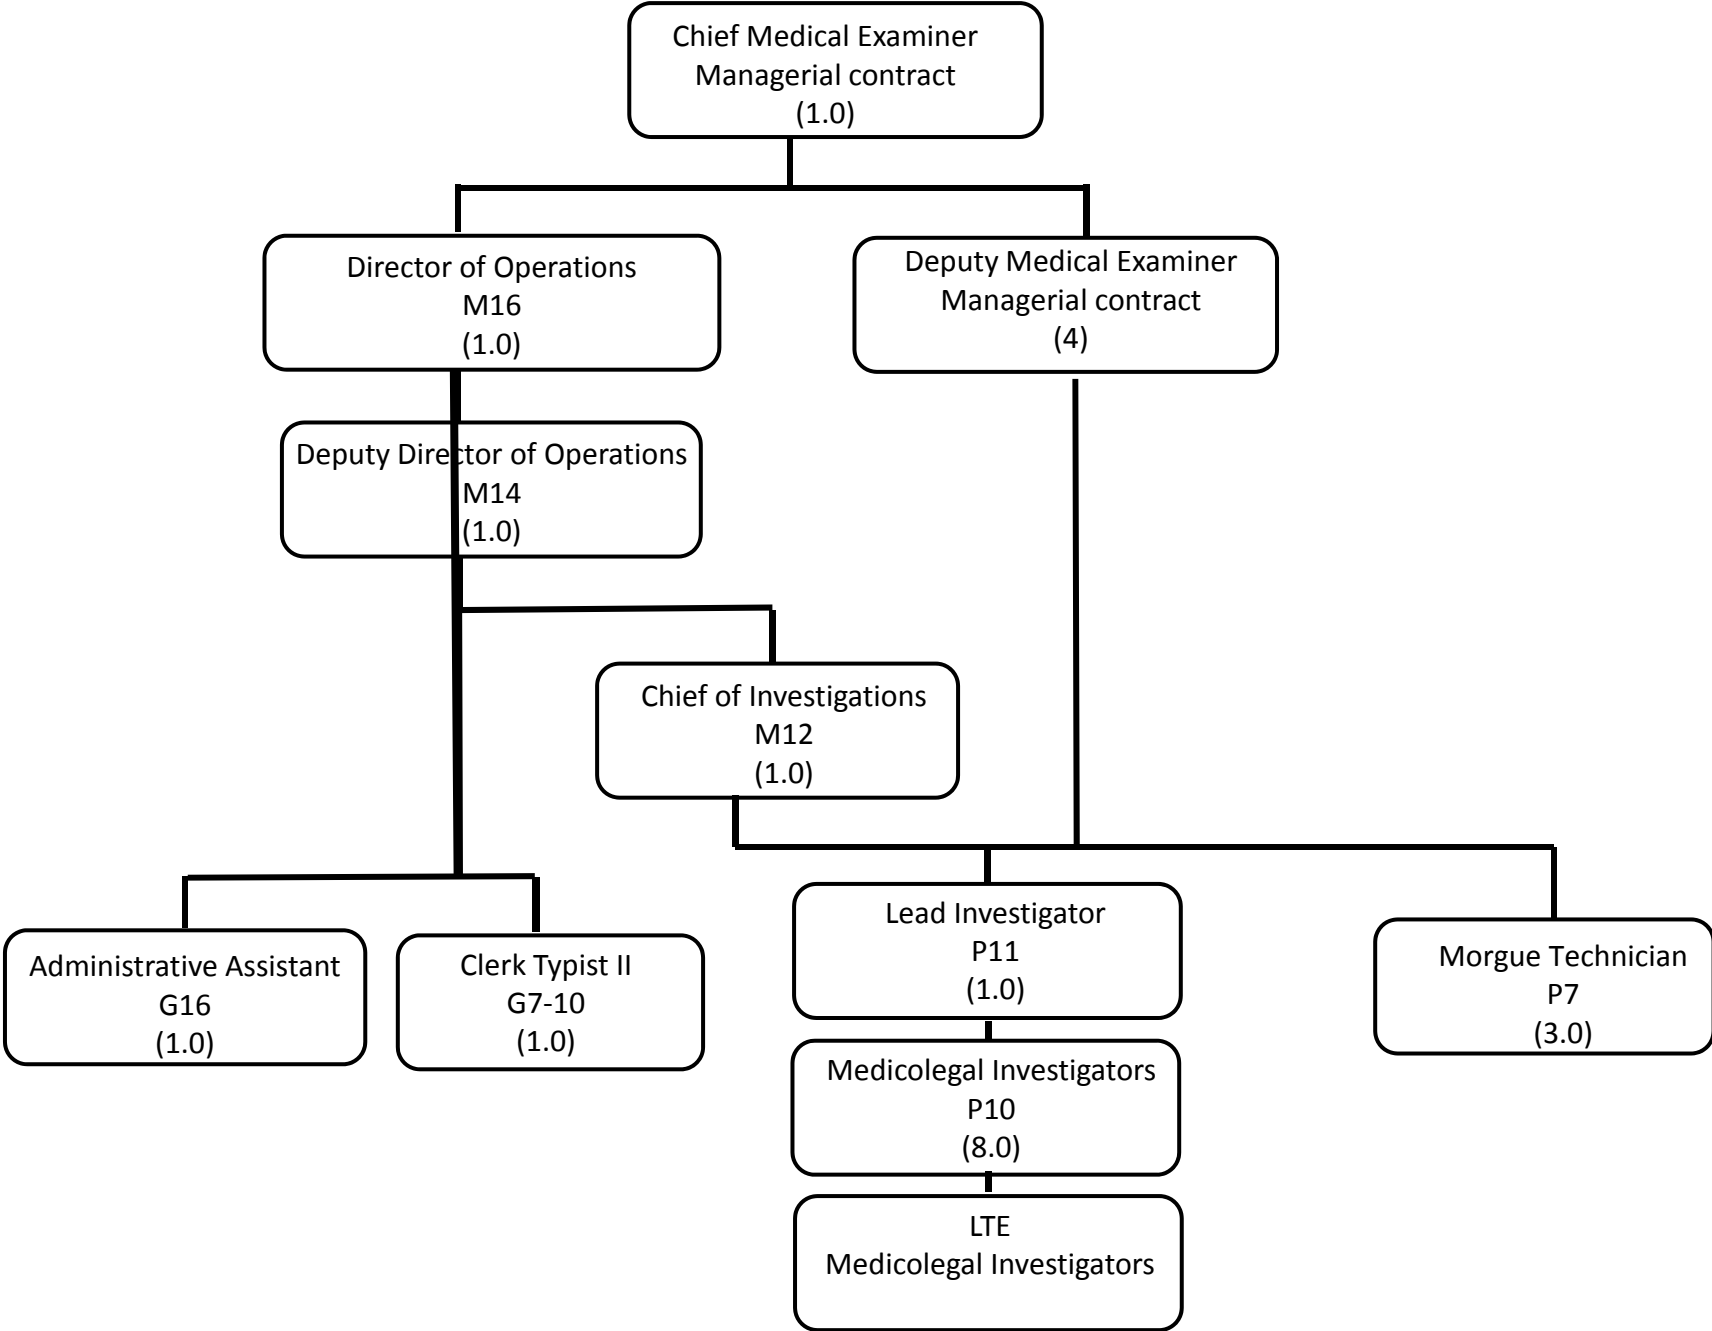 Chief Medical Examiner
Managerial contract
(1.0)
Director of Operations
M16
(1.0)
Deputy Medical Examiner
Managerial contract
(4)
Deputy Director of Operations
M14
(1.0)
Chief of Investigations
M12
(1.0)
Administrative Assistant
G16
(1.0)
Clerk Typist II
G7-10
(1.0)
Lead Investigator
P11
(1.0)
Morgue Technician
P7
(3.0)
Medicolegal Investigators
P10
(8.0)
LTE
Medicolegal Investigators